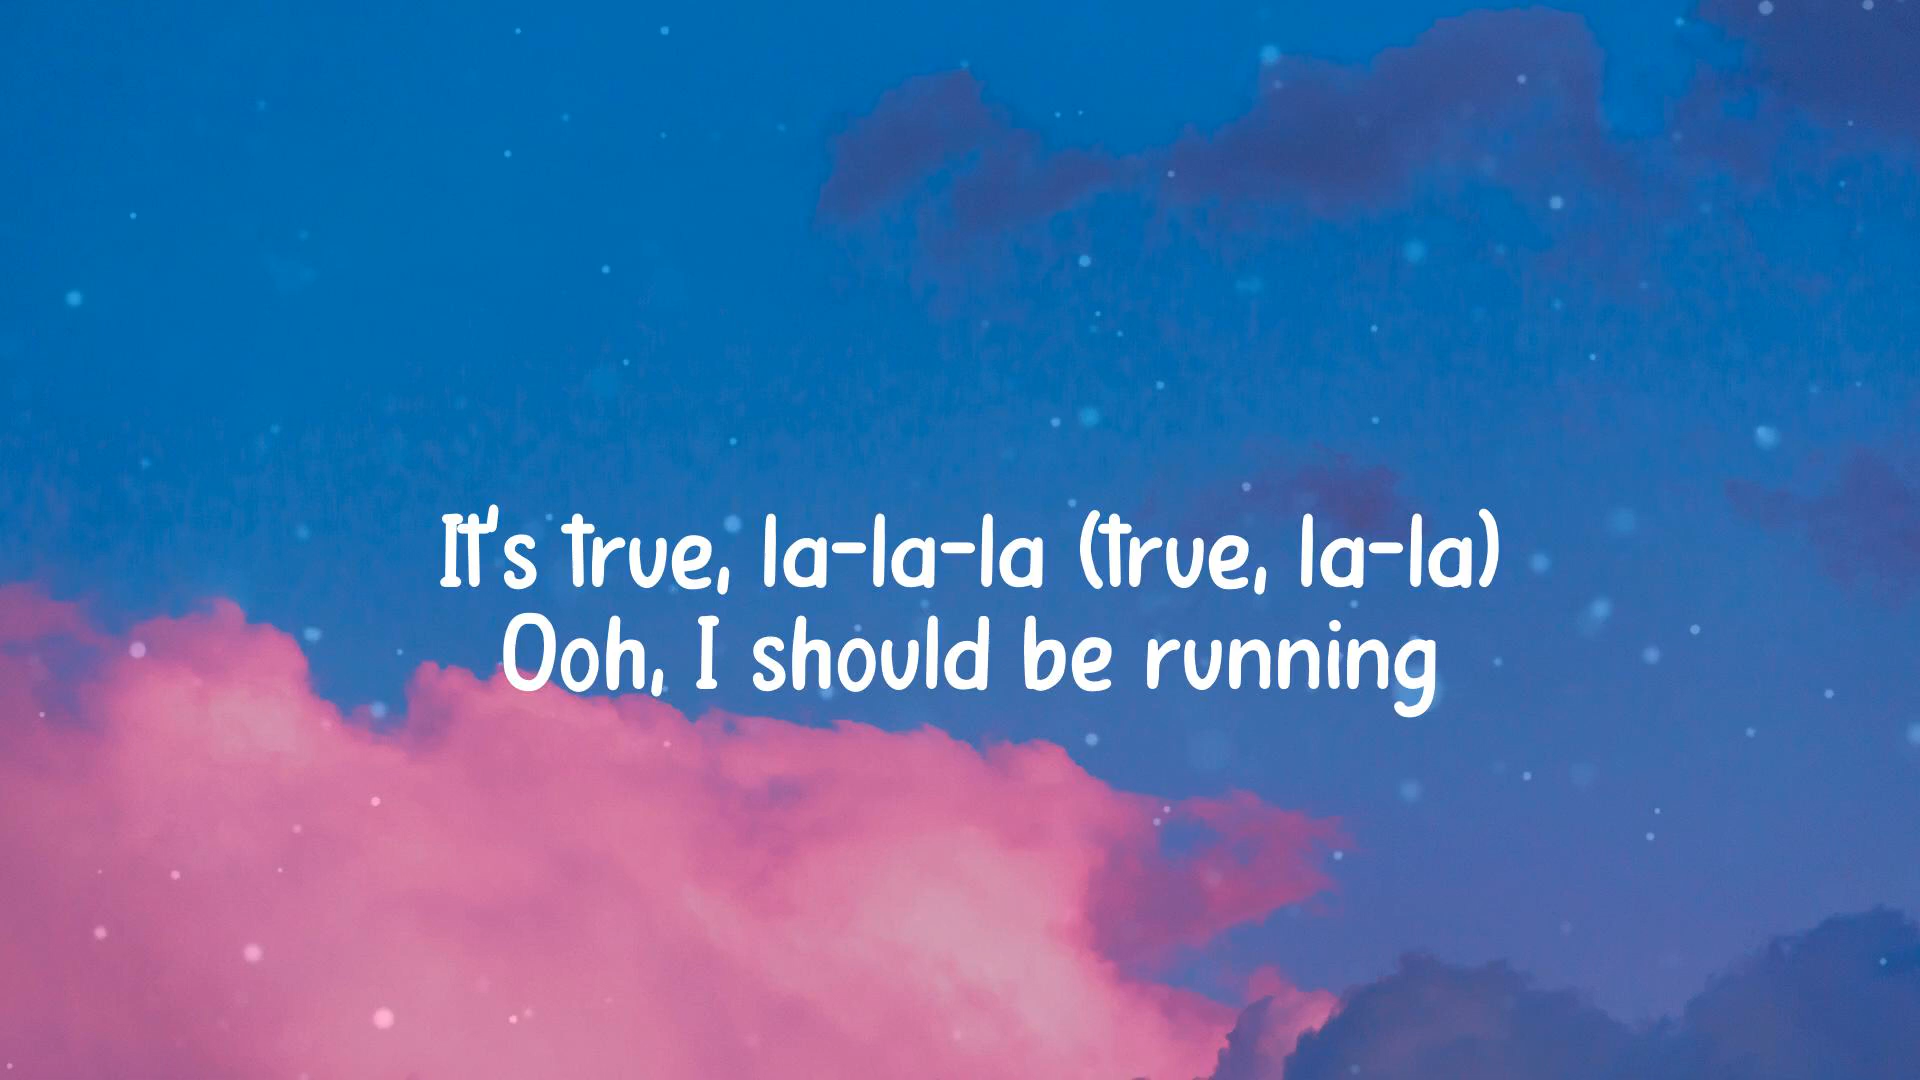 It's true, la-la-la (true, la-la)
Ooh, I should be running